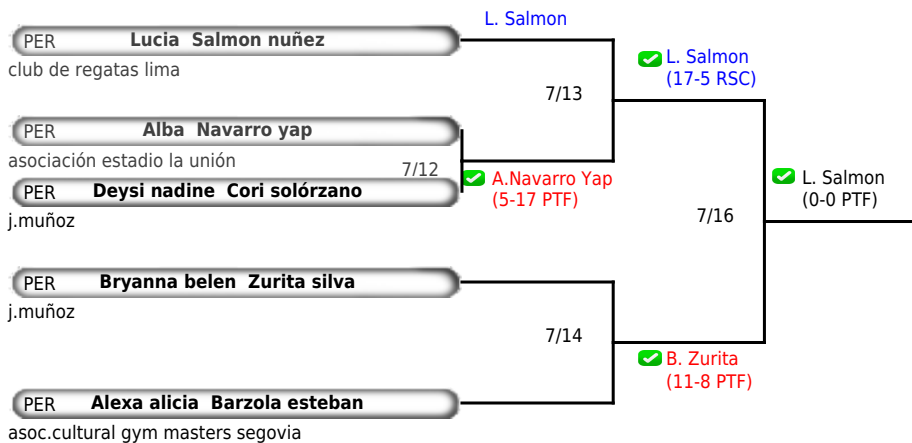 L. Salmon
PER Lucia Salmon nuñez
club de regatas lima
L. Salmon
(17-5 RSC)
7/13
PER Alba Navarro yap
asociación estadio la unión
7/12
A.Navarro Yap
(5-17 PTF)
PER Deysi nadine Cori solórzano
j.muñoz
L. Salmon
(0-0 PTF)
7/16
PER Bryanna belen Zurita silva
j.muñoz
7/14
B. Zurita
(11-8 PTF)
PER Alexa alicia Barzola esteban
asoc.cultural gym masters segovia